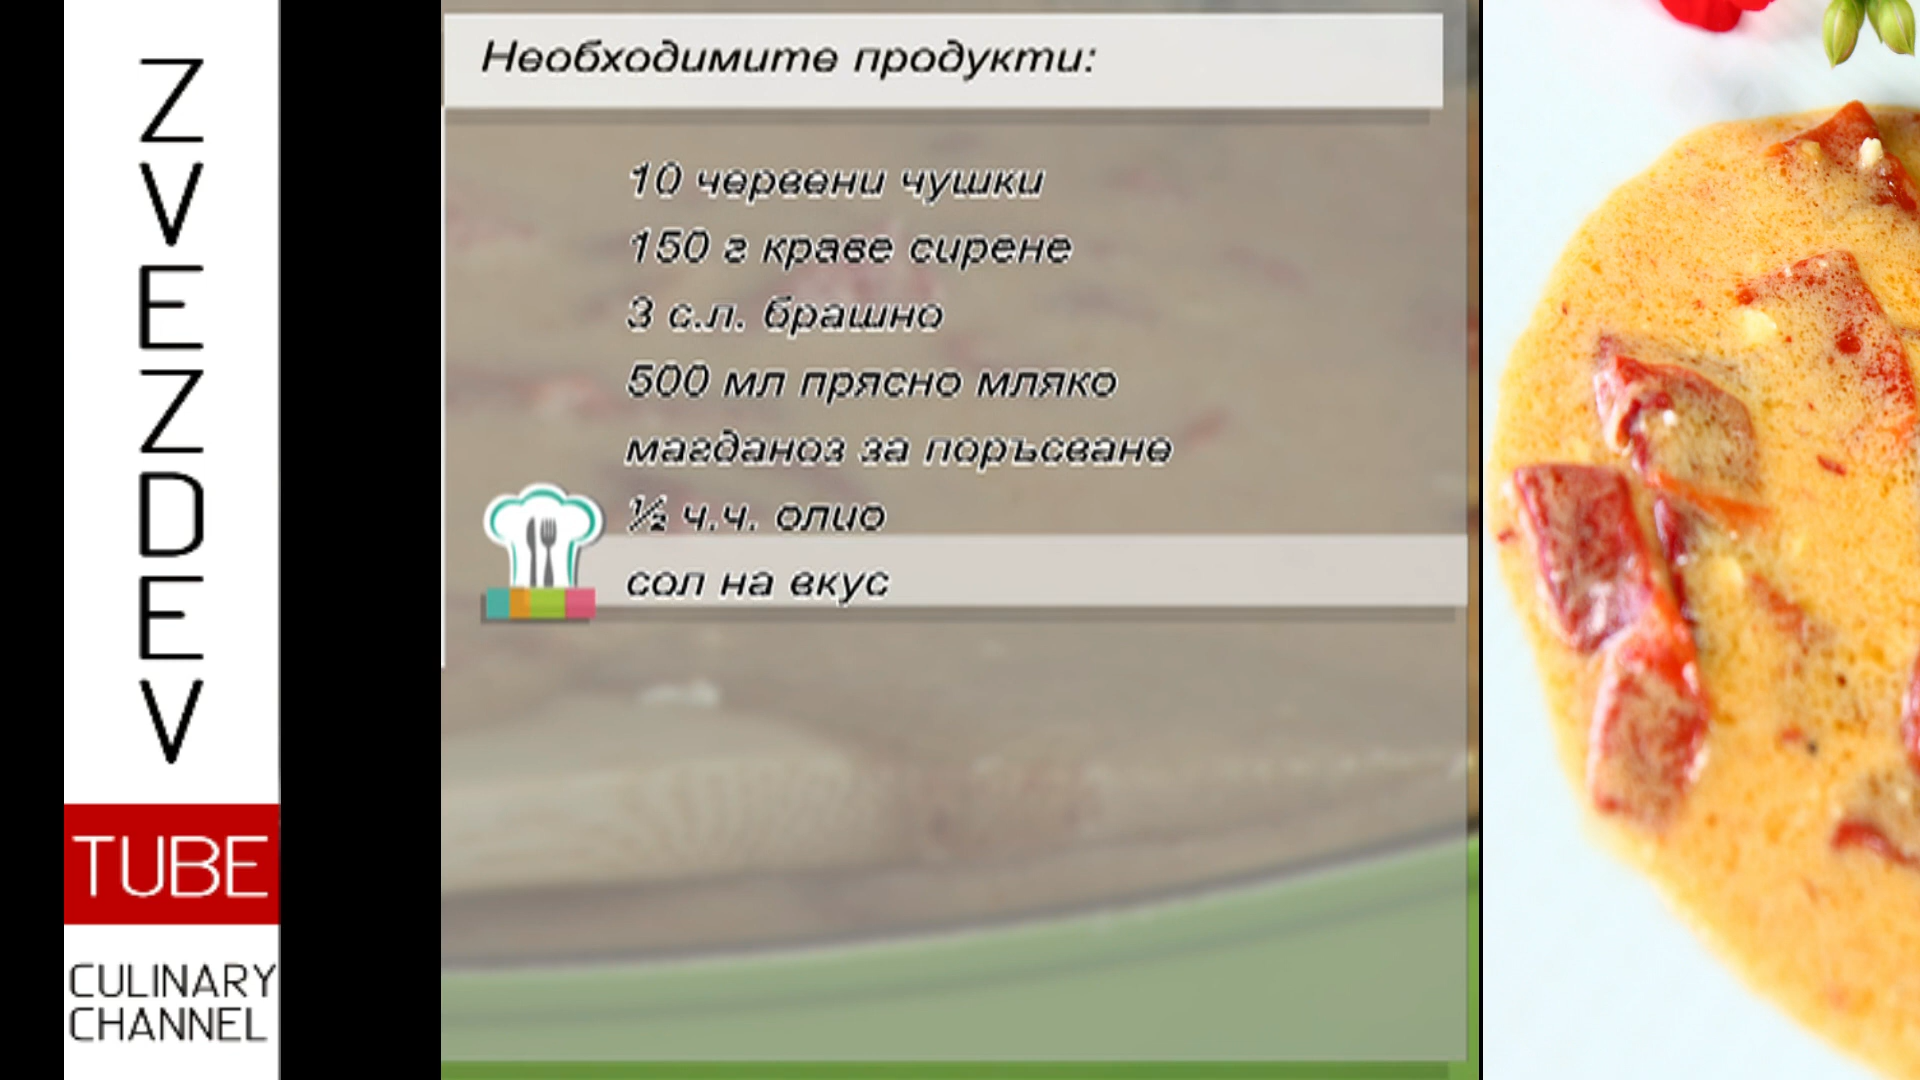 ZVEZDEV
TUBE
CULINARY
CHANNEL
Необходимите продукти:
10 червени чушки
150 г краве сирене
3 с.л. брашно
500 мл прясно мляко
магданоз за поръсване
½ ч.ч. олио
сол на вкус